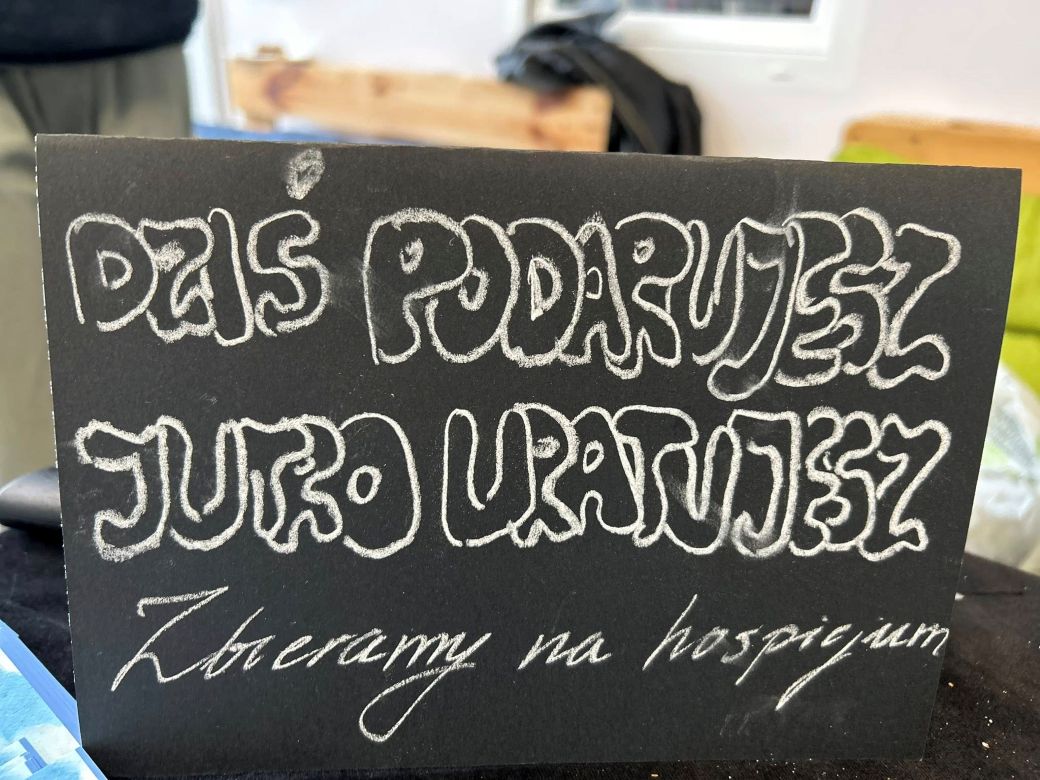 DZIŚ PODARUJESZ
JUTRO URATUJESZ
Zbieramy na hospicjum